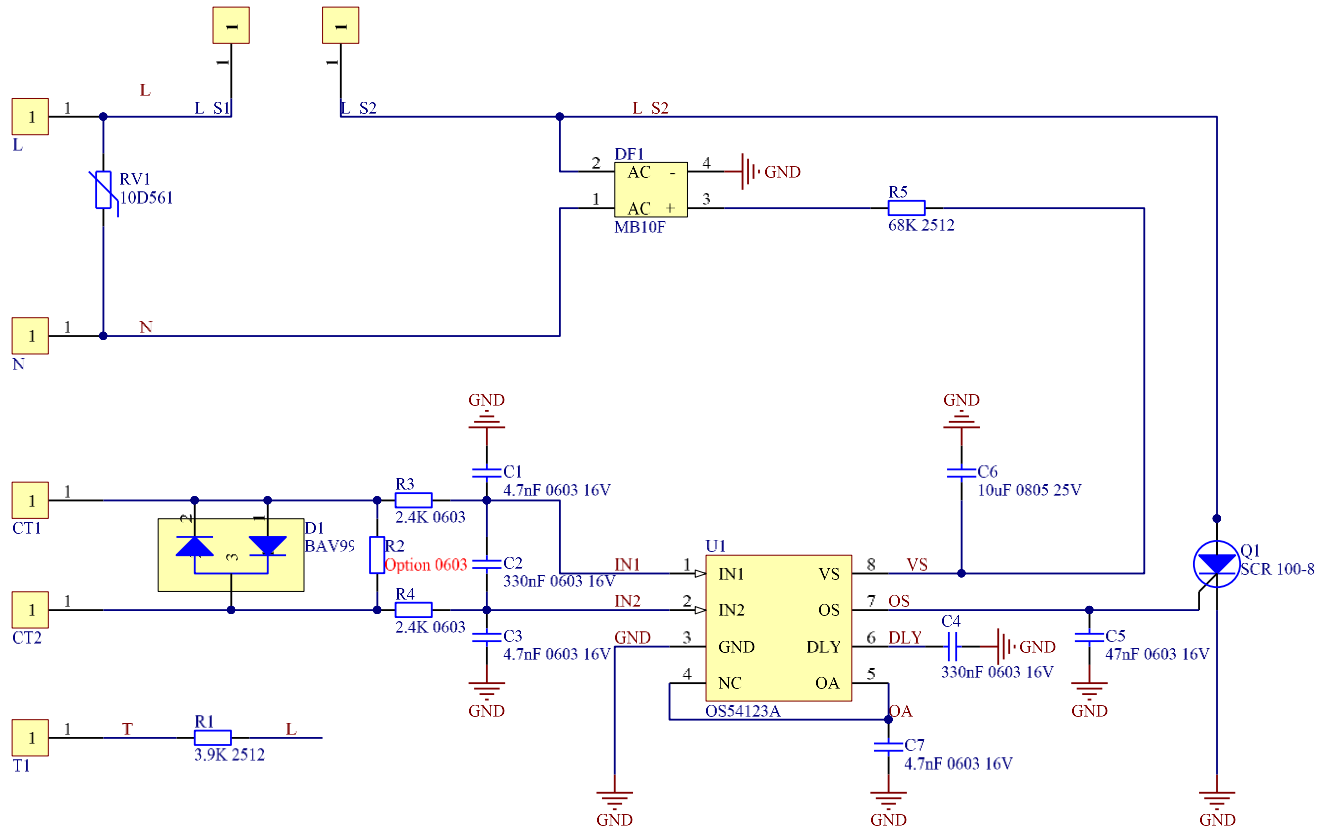 1
1
1
1
L
L S1
L S2
L S2
1
1
L
RV1
10D561
DF1
2
AC
-
4
GND
1
AC
+
3
MB10F
R5
68K 2512
1
1
N
N
GND
GND
C1
4.7nF 0603 16V
C6
10uF 0805 25V
1
1
CT1
R3
2.4K 0603
2
1
3
D1
BAV99
R2
Option 0603
C2
330nF 0603 16V
1
1
CT2
R4
2.4K 0603
C3
4.7nF 0603 16V
GND
U1
IN1
1
IN1
VS
8
VS
IN2
2
IN2
OS
7
OS
GND
3
GND
DLY
6
DLY
4
NC
OA
5
OS54123A
OA
C4
330nF 0603 16V
GND
C5
47nF 0603 16V
GND
Q1
SCR 100-8
1
1
T
R1
L
3.9K 2512
T1
C7
4.7nF 0603 16V
GND
GND
GND